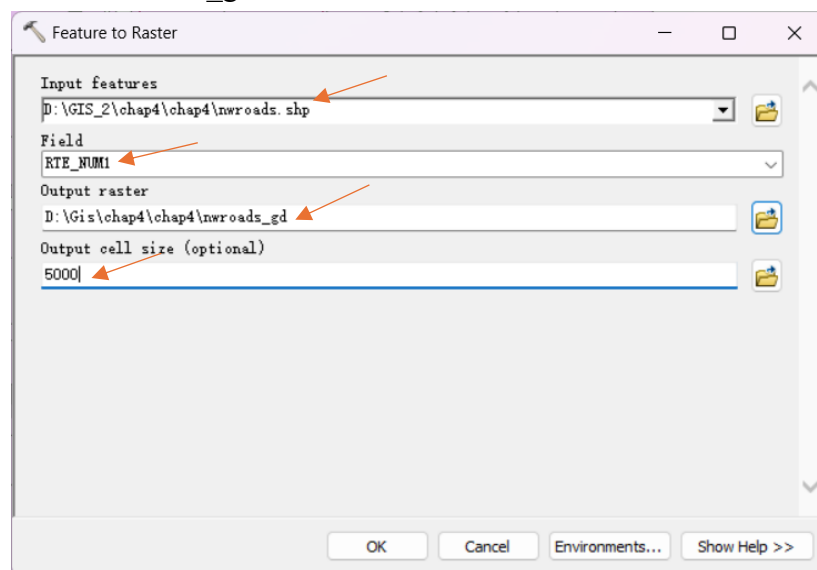 Feature to Raster
Input features
D:\GIS_2\chap4\chap4\nwroads.shp
Field
RTE_NUM1
Output raster
D:\Gis\chap4\chap4\nwroads_gd
Output cell size (optional)
5000
OK Cancel Environments... Show Help >>